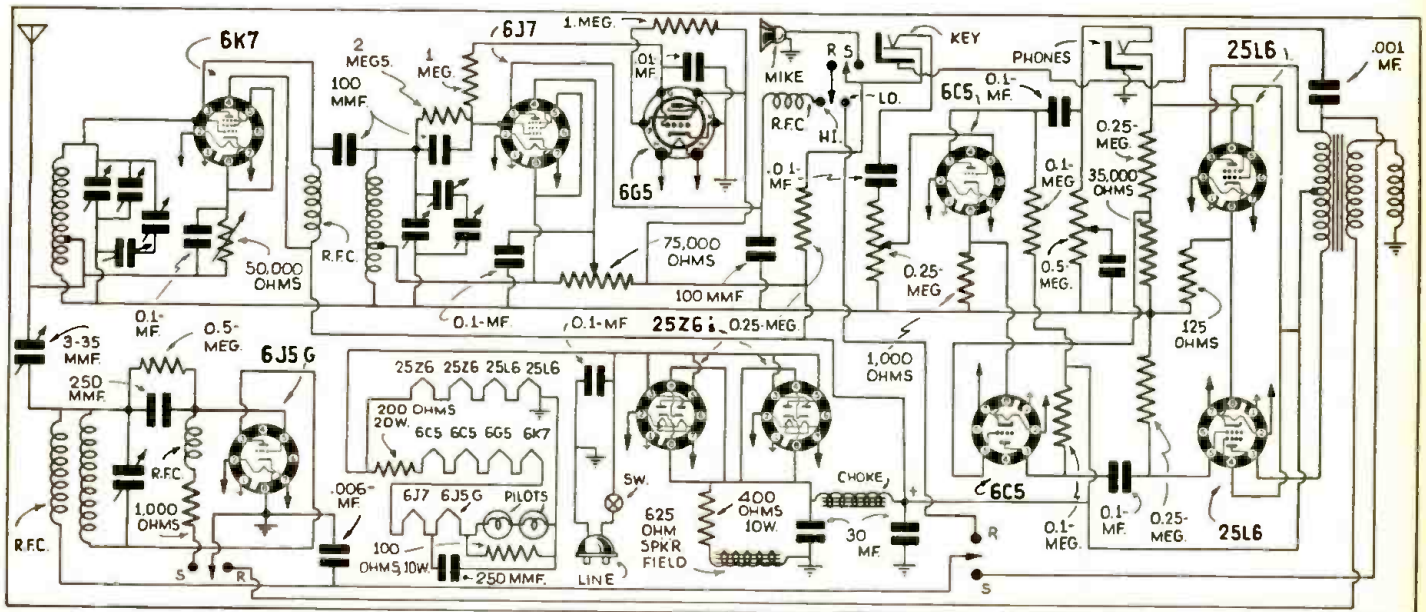 6K7
50,000
OHMS
R.F.C.
2
MEGS.
100
MMF.
1
MEG.
6J7
1. MEG.
.01
MF.
6G5
MIKE
R S
KEY
R.F.C.
LO.
HI.
PHONES
0.1-
MF.
6C5
25L6
.001
MF.
0.25-
MEG.
35,000
OHMS
0.1-
MEG.
0.5-
MEG.
0.1-
MF.
0.25-
MEG.
75,000
OHMS
100 MMF.
0.1-
MF.
0.1-MF.
125
OHMS
1,000
OHMS
3-35
MMF.
250
MMF.
0.5-
MEG.
6J5G
R.F.C.
1,000
OHMS
R.F.C.
S R
.006-
MF.
25Z6 25Z6 25L6 25L6
200 OHMS
20W.
6C5 6C5 6G5 6K7
6J7 6J5G PILOTS
100
OHMS, 10W.
250 MMF.
0.1-MF.
25Z6's
0.25-MEG.
SW.
LINE
625
OHM
SPKR
FIELD
400
OHMS
10W.
CHOKE
+
30
MF.
R
S
6C5
0.1-
MEG.
0.1-
MF.
0.25-
MEG.
25L6